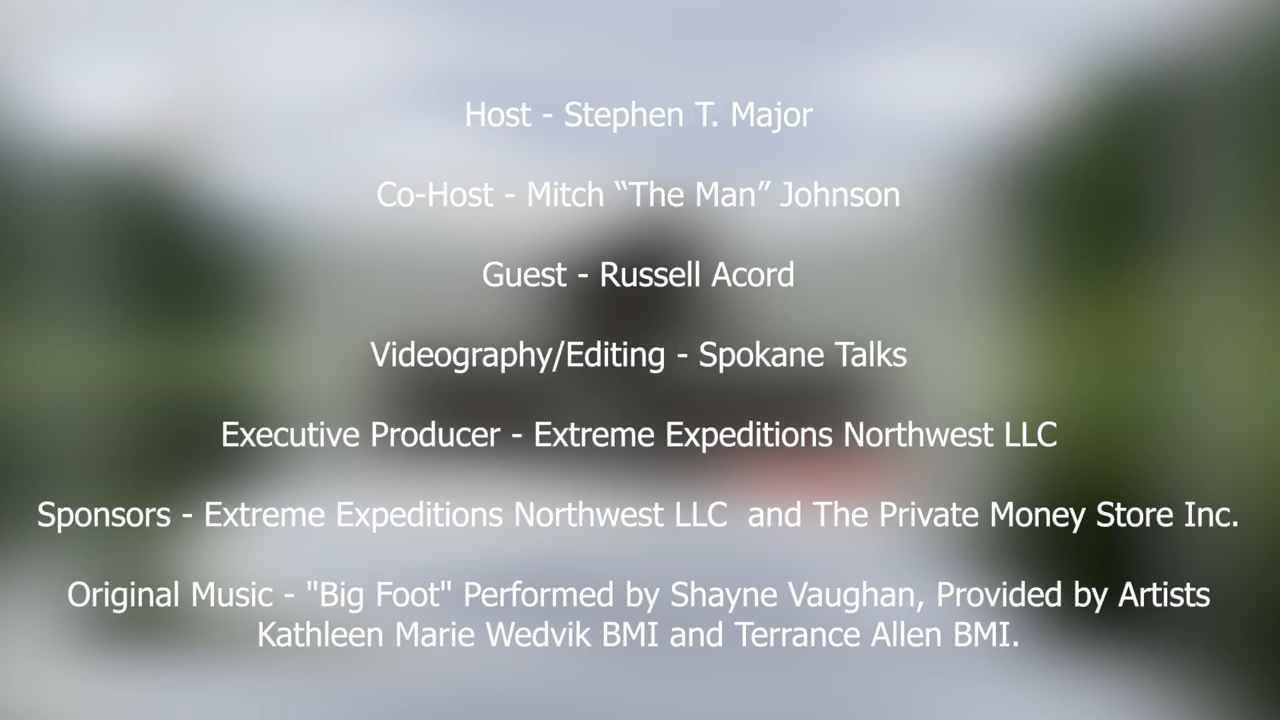 Host - Stephen T. Major
Co-Host - Mitch “The Man” Johnson
Guest - Russell Acord
Videography/Editing - Spokane Talks
Executive Producer - Extreme Expeditions Northwest LLC
Sponsors - Extreme Expeditions Northwest LLC  and The Private Money Store Inc.
Original Music - "Big Foot" Performed by Shayne Vaughan, Provided by Artists
Kathleen Marie Wedvik BMI and Terrance Allen BMI.